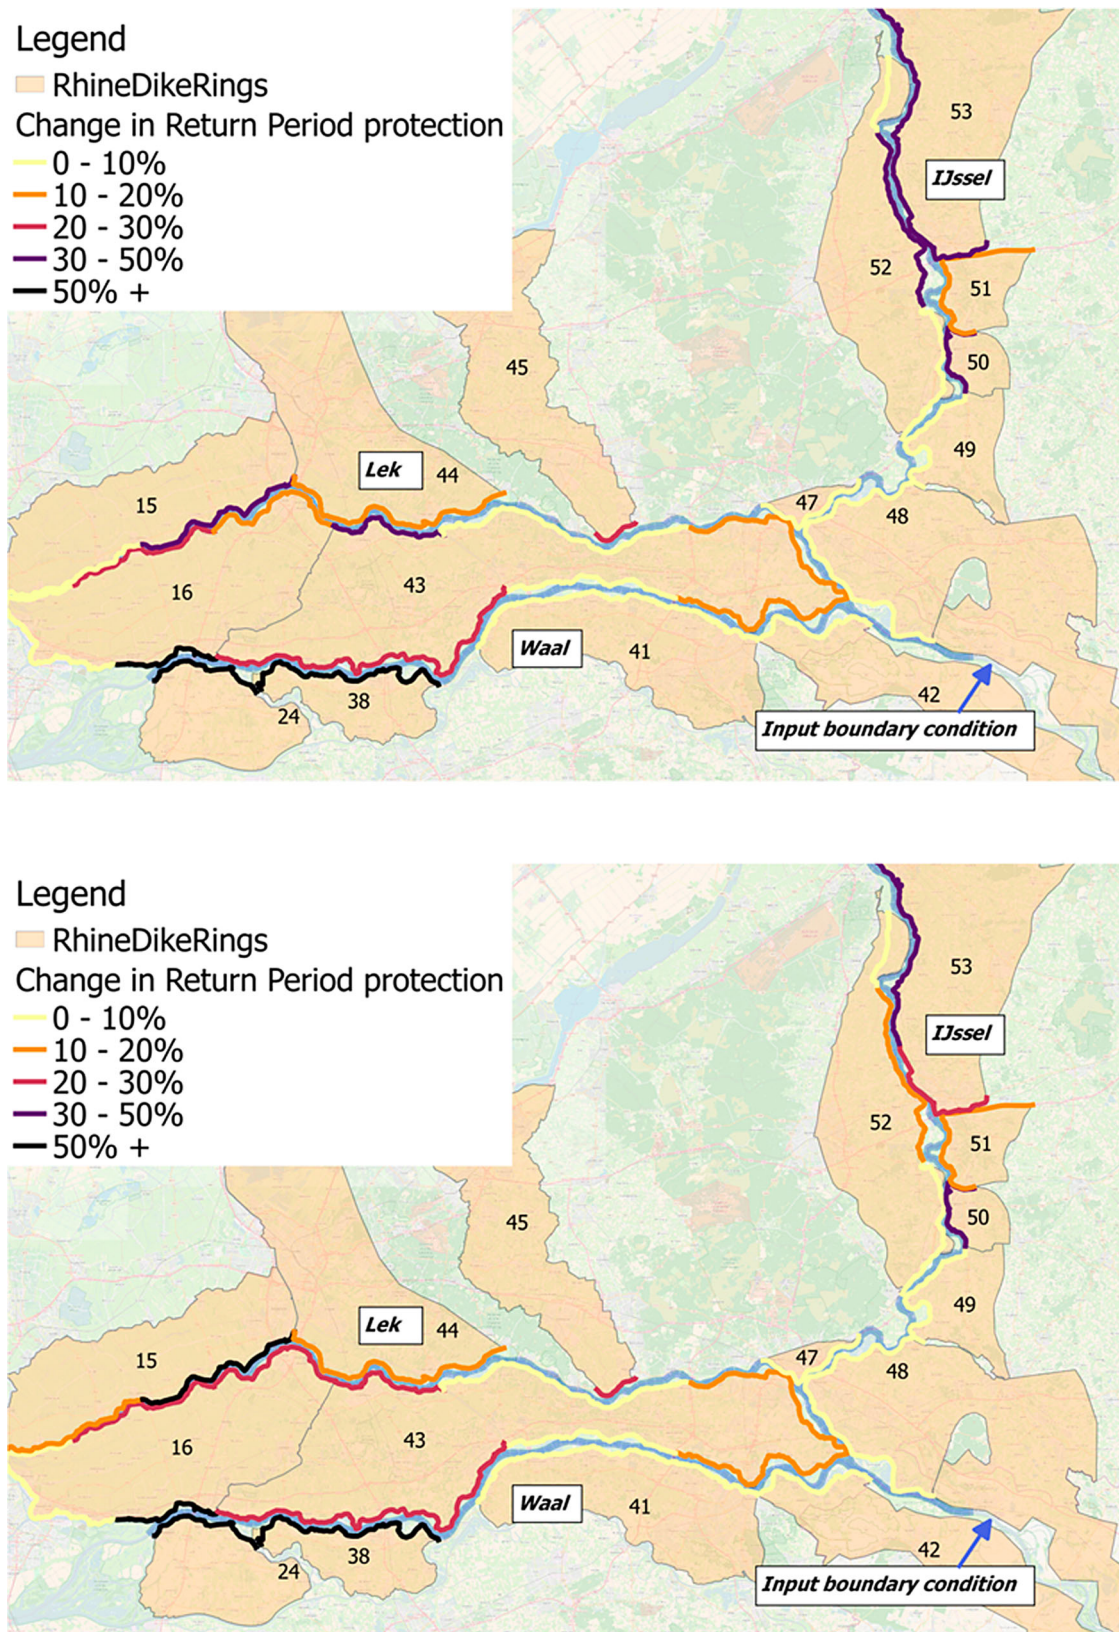 Legend
RhineDikeRings
Change in Return Period protection
0 - 10%
10 - 20%
20 - 30%
30 - 50%
50% +
53
IJssel
52
51
50
45
49
Lek
44
47
15
48
43
16
Waal
41
38
42
24
Input boundary condition
Legend
RhineDikeRings
Change in Return Period protection
0 - 10%
10 - 20%
20 - 30%
30 - 50%
50% +
53
IJssel
52
51
50
45
49
Lek
44
47
15
48
43
16
Waal
41
38
42
24
Input boundary condition